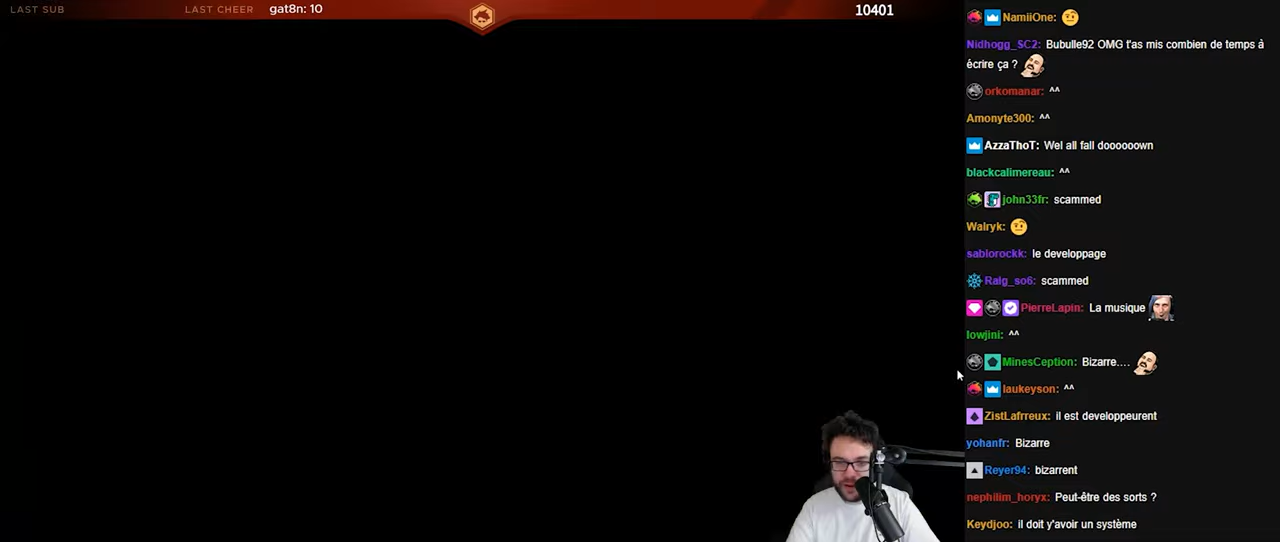 LAST SUB
LAST CHEER gat8n: 10
10401
NamiiOne:
Nidhogg_SC2: Bubulle92 OMG t'as mis combien de temps à
écrire ça ?
orkomanar: ^^
Amonyte300: ^^
AzzaThoT: Wel all fall doooooown
blackcalimereau: ^^
john33fr: scammed
Walryk:
sablorockk: le developpage
Ralg_so6: scammed
PierreLapin: La musique
lowjini: ^^
MinesCeption: Bizarre....
laukeyson: ^^
ZistLafrreux: il est developpeurent
yohanfr: Bizarre
Reyer94: bizarrent
nephilim_horyx: Peut-être des sorts ?
Keydjoo: il doit y'avoir un système